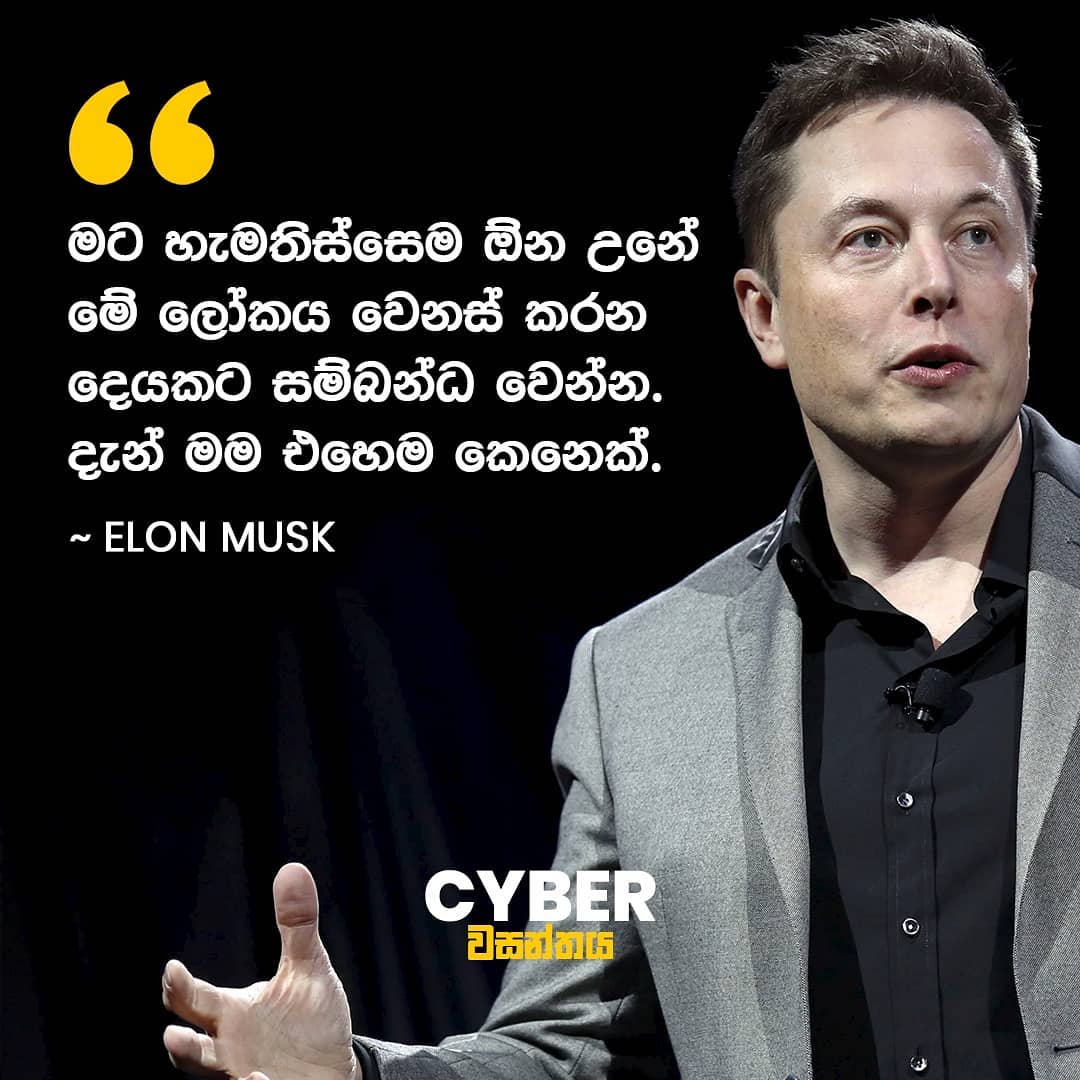 මට හැමතිස්සෙම ඕන උනේ
මේ ලෝකය වෙනස් කරන
දෙයකට සම්බන්ධ වෙන්න.
දැන් මම එහෙම කෙනෙක්.
~ ELON MUSK
CYBER
වසන්තය